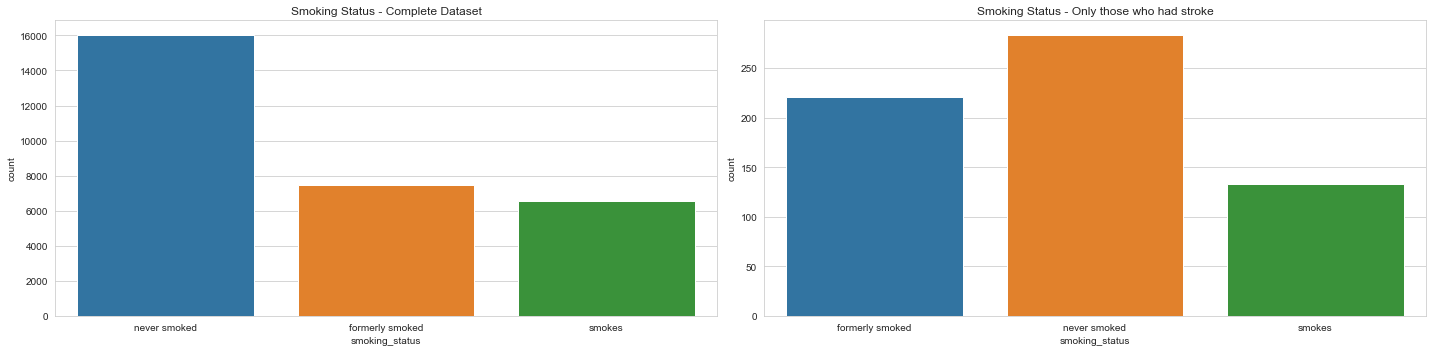 Smoking Status - Complete Dataset
16000
14000
12000
10000
8000
6000
4000
2000
0
count
never smoked
formerly smoked
smokes
smoking_status
Smoking Status - Only those who had stroke
250
200
150
100
50
0
count
formerly smoked
never smoked
smokes
smoking_status